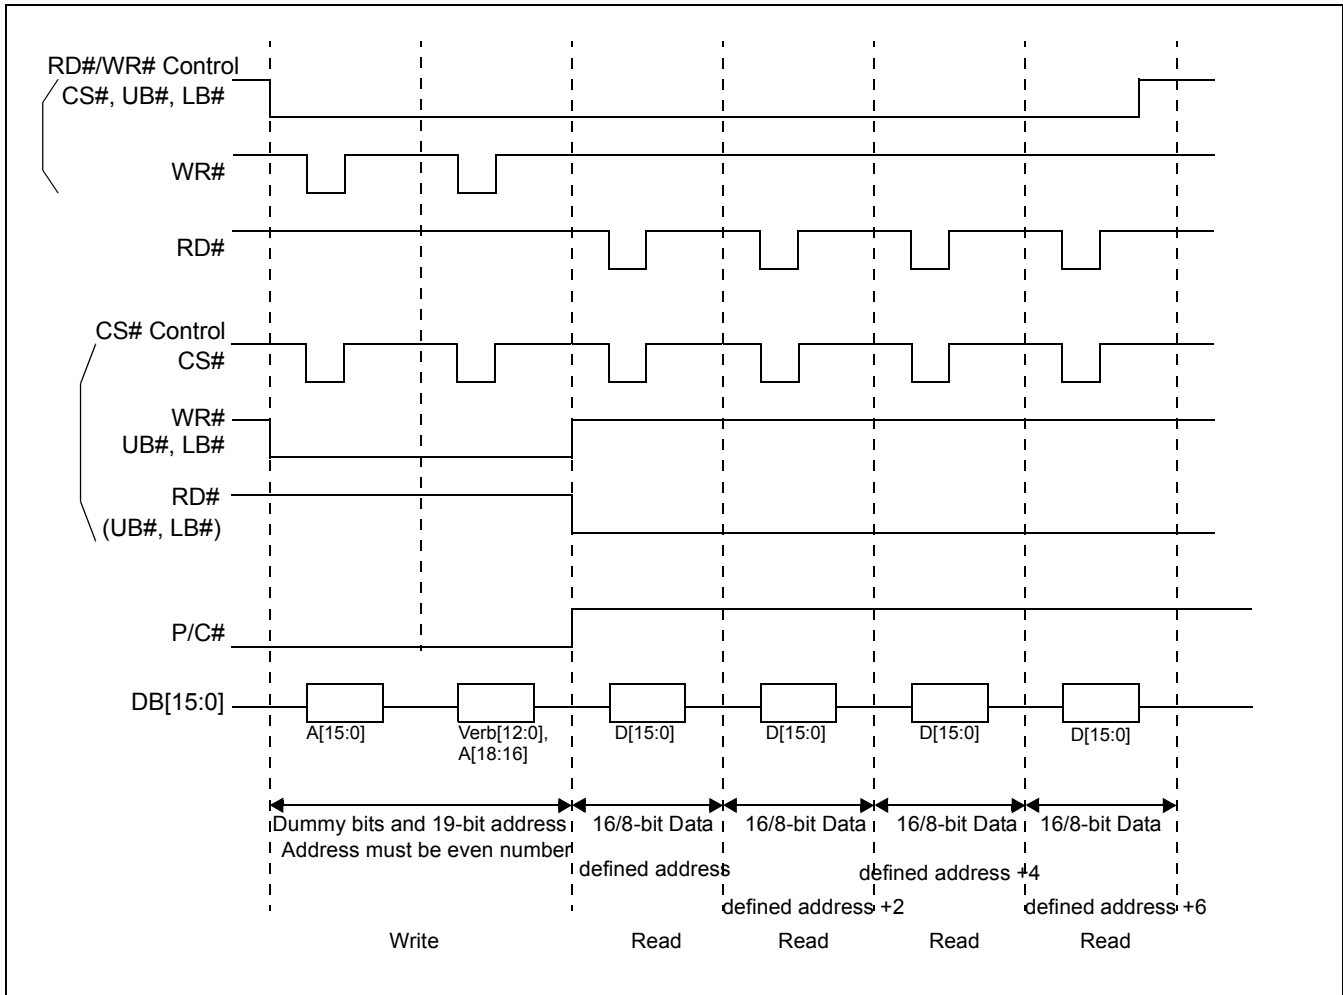 RD#/WR# Control
CS#, UB#, LB#
WR#
RD#
CS# Control
CS#
WR#
UB#, LB#
RD#
(UB#, LB#)
P/C#
DB[15:0]
A[15:0]
Verb[12:0],
A[18:16]
D[15:0]
D[15:0]
D[15:0]
D[15:0]
Dummy bits and 19-bit address
Address must be even number
16/8-bit Data
16/8-bit Data
16/8-bit Data
16/8-bit Data
defined address
defined address +2
defined address +4
defined address +6
Write
Read
Read
Read
Read